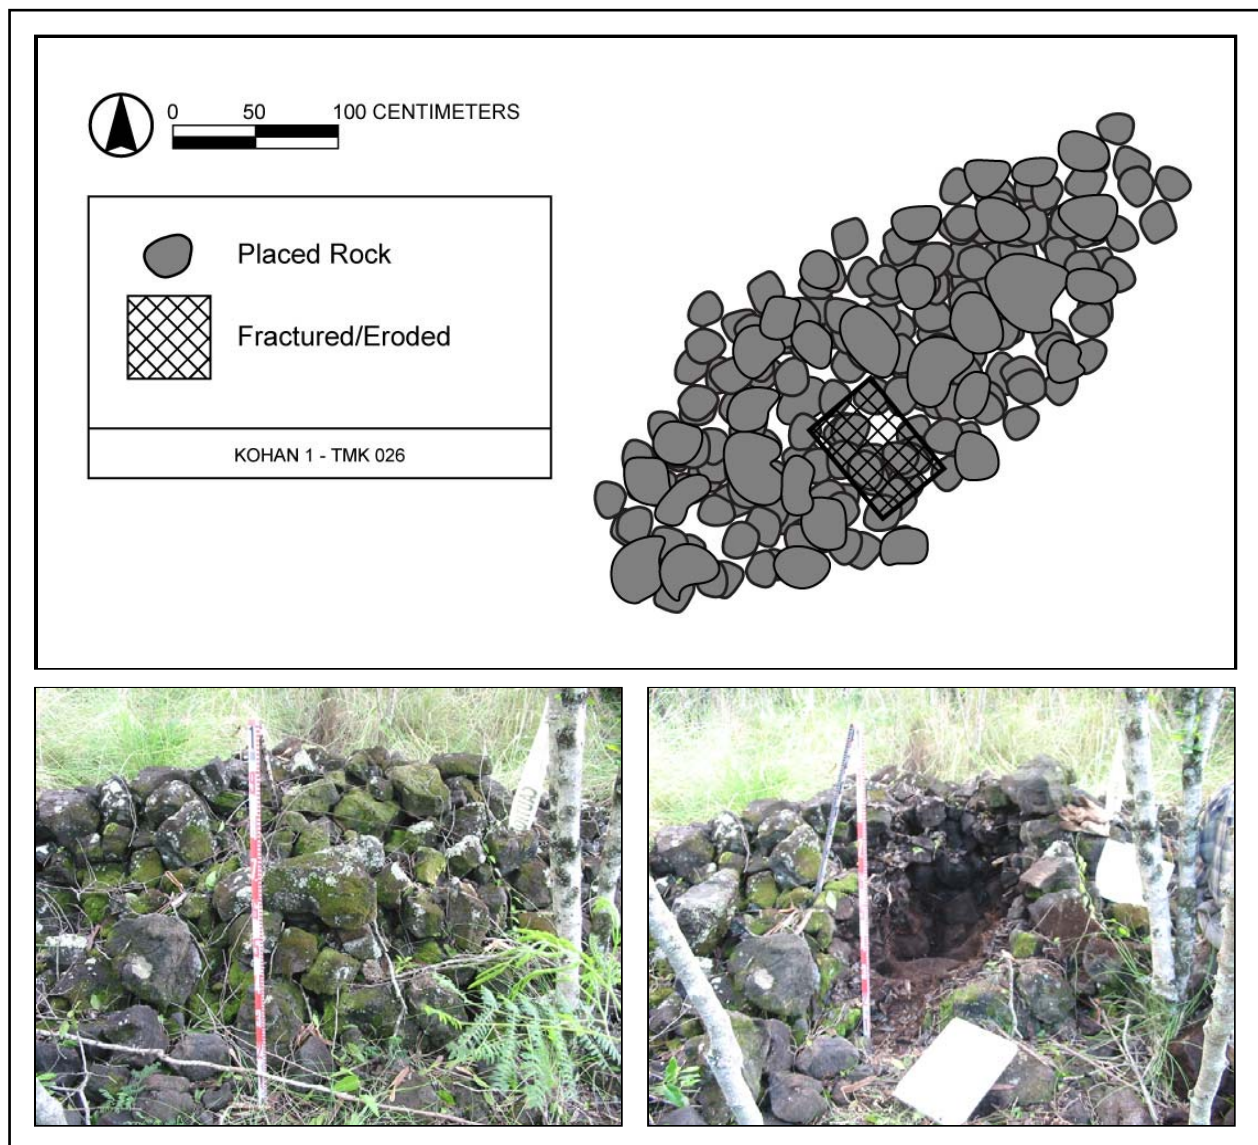 0 50 100 CENTIMETERS
Placed Rock
Fractured/Eroded
KOHAN 1 - TMK 026